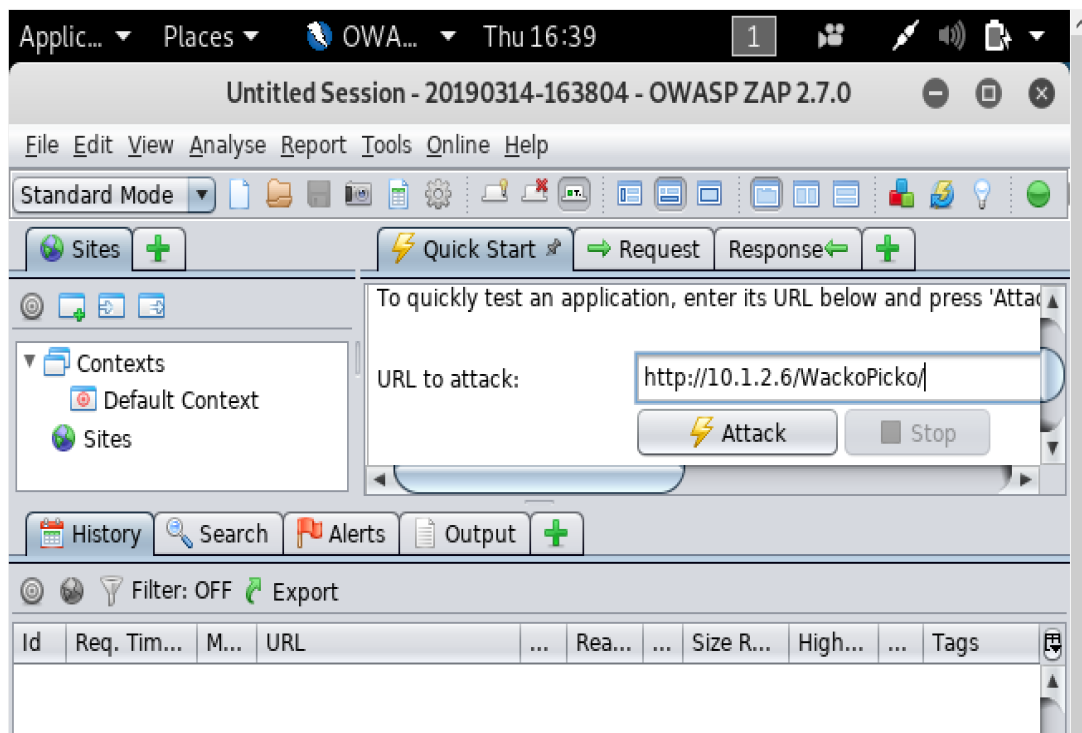 Applic... Places OWA... Thu 16:39 1
Untitled Session - 20190314-163804 - OWASP ZAP 2.7.0
File Edit View Analyse Report Tools Online Help
Standard Mode
Sites
Quick Start Request Response
To quickly test an application, enter its URL below and press 'Attac
Contexts
Default Context
Sites
URL to attack: http://10.1.2.6/WackoPicko/
Attack Stop
History Search Alerts Output
Filter: OFF Export
Id Req. Tim... M... URL ... Rea... ... Size R... High... ... Tags